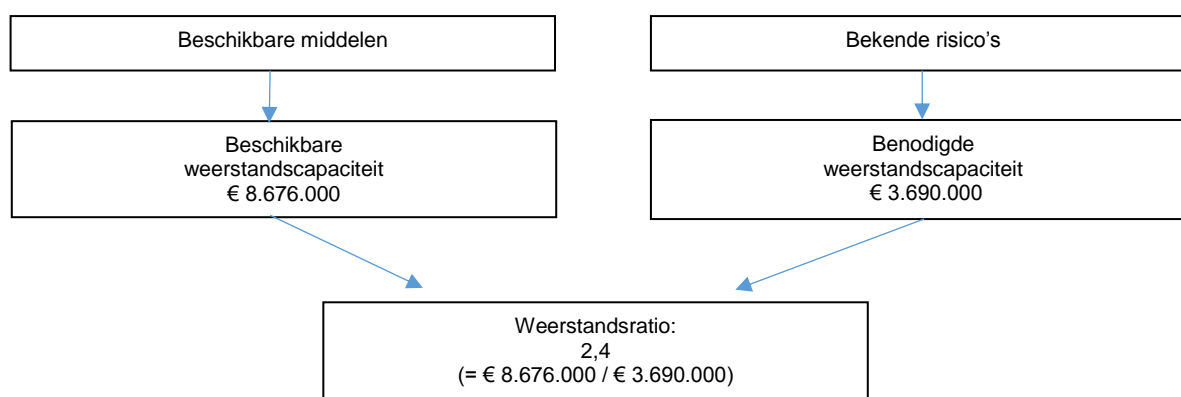 Beschikbare middelen
Bekende risico’s
Beschikbare
weerstandscapaciteit
€ 8.676.000
Benodigde
weerstandscapaciteit
€ 3.690.000
Weerstandsratio:
2,4
(= € 8.676.000 / € 3.690.000)